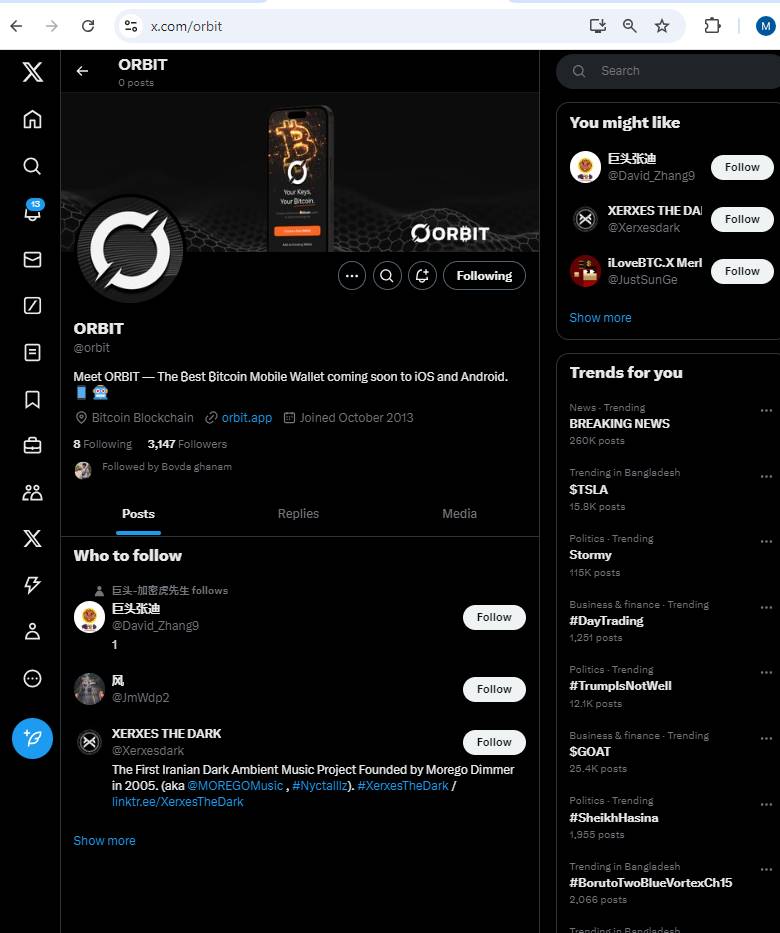 x.com/orbit
M
ORBIT
0 posts
Your Keys,
Your Bitcoin.
ORBIT
Following
ORBIT
@orbit
Meet ORBIT — The ₿est ₿itcoin Mobile Wallet coming soon to iOS and Android.
Bitcoin Blockchain orbit.app Joined October 2013
8 Following 3,147 Followers
Followed by Bovda ghanam
Posts Replies Media
Who to follow
巨头-加密虎先生 follows
巨头张迪
@David_Zhang9
Follow
1
风
@JmWdp2
Follow
XERXES THE DARK
@Xerxesdark
Follow
The First Iranian Dark Ambient Music Project Founded by Morego Dimmer
in 2005. (aka @MOREGOMusic , #Nyctalllz). #XerxesTheDark /
linktr.ee/XerxesTheDark
Show more
13
Search
You might like
巨头张迪
@David_Zhang9
Follow
XERXES THE DA
@Xerxesdark
Follow
iLoveBTC.X Merl
@JustSunGe
Follow
Show more
Trends for you
News · Trending
BREAKING NEWS
260K posts
Trending in Bangladesh
$TSLA
15.8K posts
Politics · Trending
Stormy
115K posts
Business & finance · Trending
#DayTrading
1,251 posts
Politics · Trending
#TrumpIsNotWell
12.1K posts
Business & finance · Trending
$GOAT
25.4K posts
Politics · Trending
#SheikhHasina
1,955 posts
Trending in Bangladesh
#BorutoTwoBlueVortexCh15
2,066 posts
Trending in Bangladesh